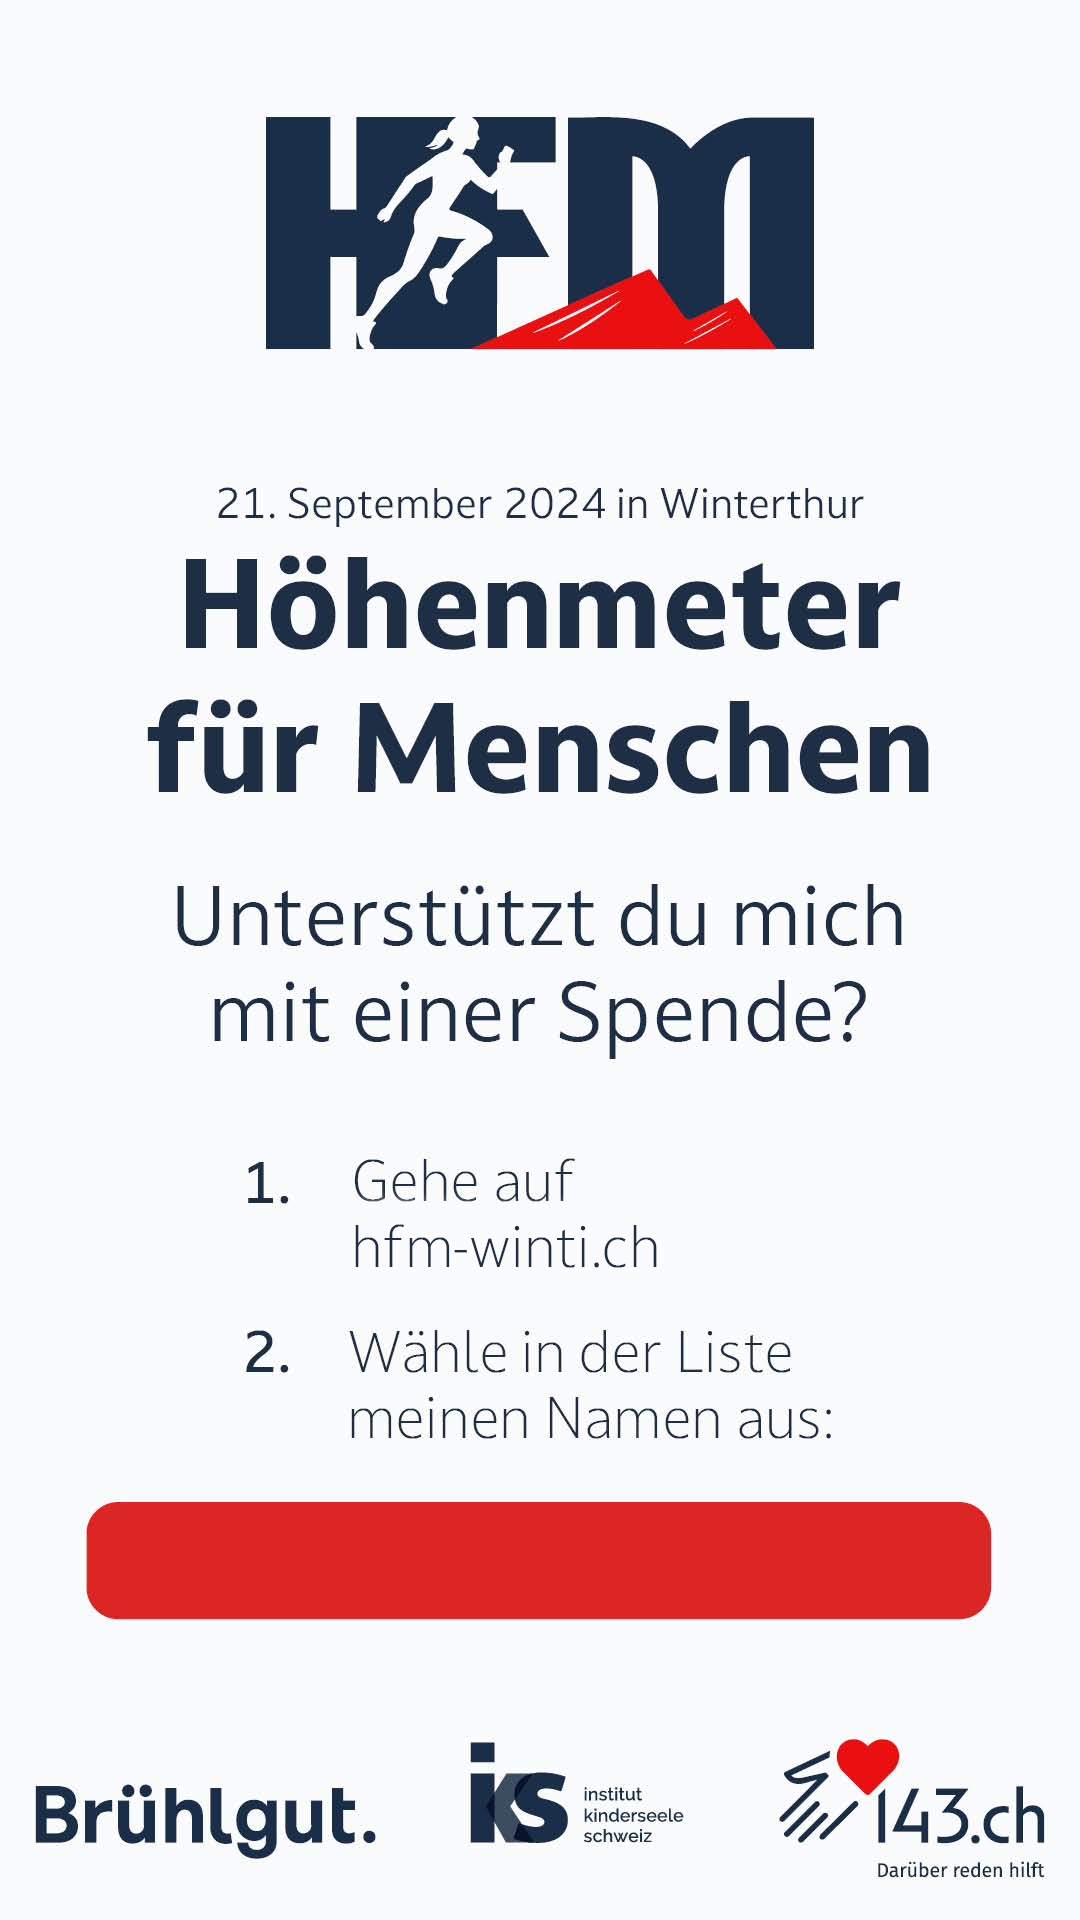 HFM
21. September 2024 in Winterthur
Höhenmeter
für Menschen
Unterstützt du mich
mit einer Spende?
1. Gehe auf
hfm-winti.ch
2. Wähle in der Liste
meinen Namen aus:
Brühlgut.
iks
institut
kinderseele
schweiz
143.ch
Darüber reden hilft